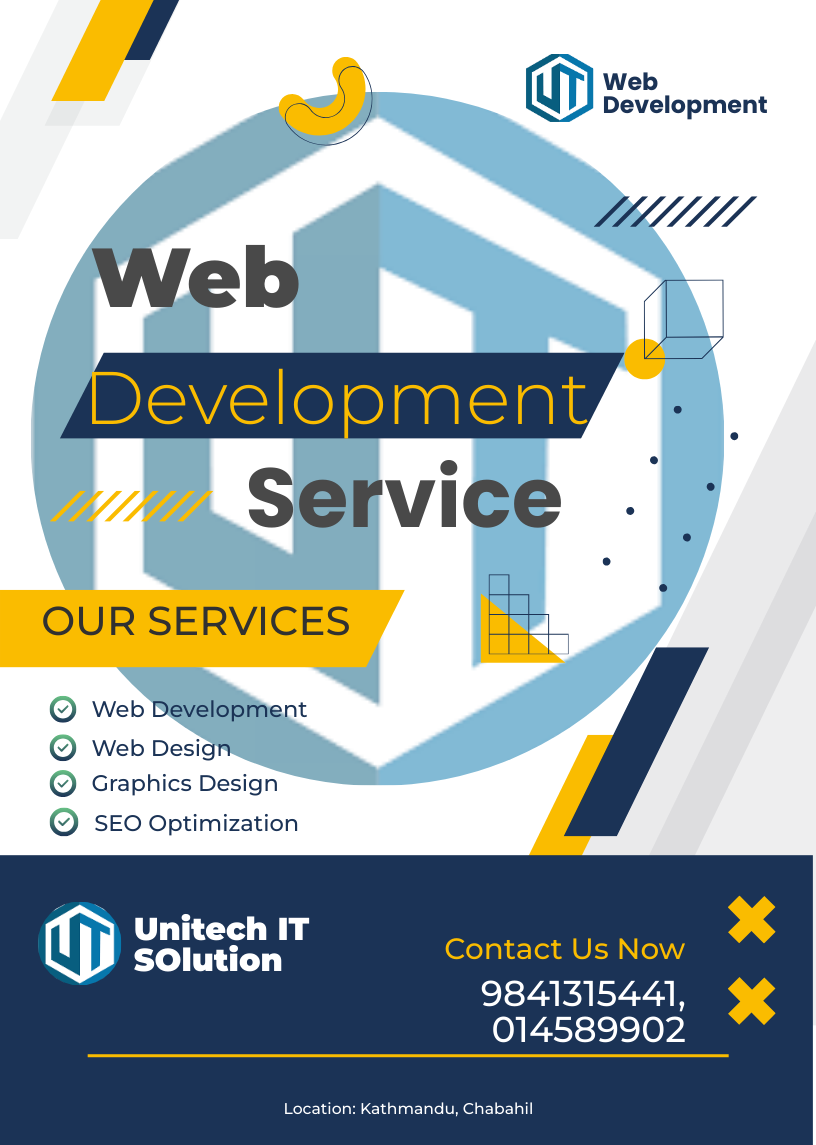 Web
Development
Web
Development
Service
OUR SERVICES
Web Development
Web Design
Graphics Design
SEO Optimization
Unitech IT
SOlution
Contact Us Now
9841315441,
014589902
Location: Kathmandu, Chabahil